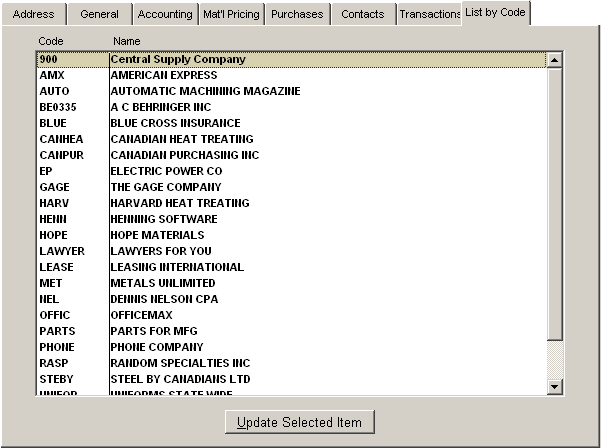 Address General Accounting Mat'l Pricing Purchases Contacts Transactions List by Code
Code Name
900 Central Supply Company
AMX AMERICAN EXPRESS
AUTO AUTOMATIC MACHINING MAGAZINE
BE0335 A C BEHRINGER INC
BLUE BLUE CROSS INSURANCE
CANHEA CANADIAN HEAT TREATING
CANPUR CANADIAN PURCHASING INC
EP ELECTRIC POWER CO
GAGE THE GAGE COMPANY
HARV HARVARD HEAT TREATING
HENN HENNING SOFTWARE
HOPE HOPE MATERIALS
LAWYER LAWYERS FOR YOU
LEASE LEASING INTERNATIONAL
MET METALS UNLIMITED
NEL DENNIS NELSON CPA
OFFIC OFFICEMAX
PARTS PARTS FOR MFG
PHONE PHONE COMPANY
RASP RANDOM SPECIALTIES INC
STEBY STEEL BY CANADIANS LTD
UNIFOR UNIFORMS STATE WIDE
Update Selected Item